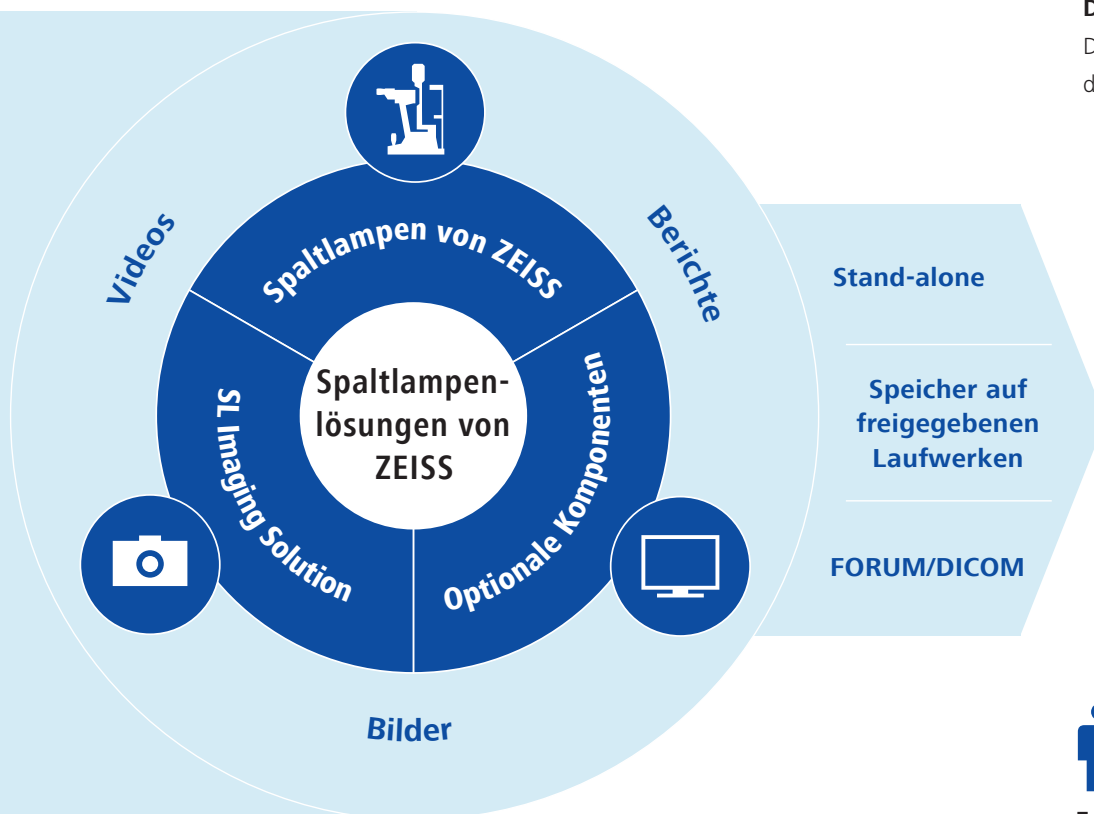 Spaltlampen von ZEISS
Videos
Berichte
Spaltlampen-
lösungen von
ZEISS
SL Imaging Solution
Optionale Komponenten
Bilder
Stand-alone
Speicher auf
freigegebenen
Laufwerken
FORUM/DICOM